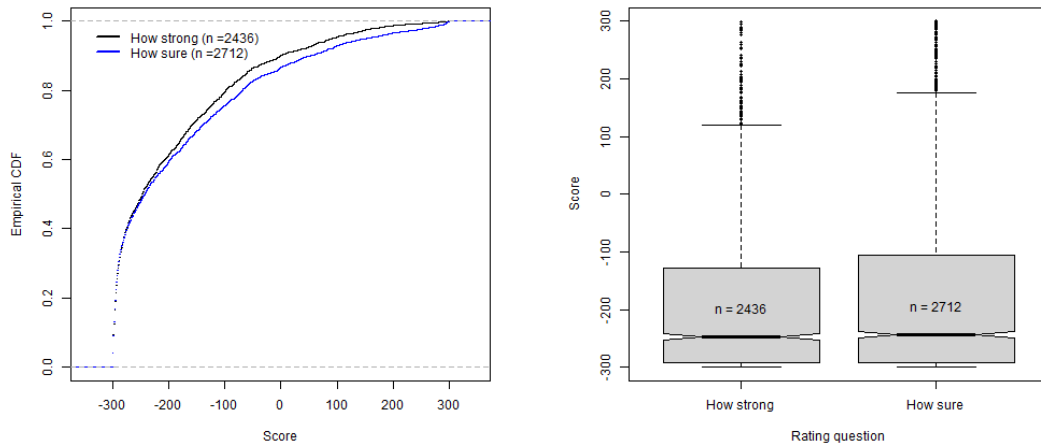 1.0
0.8
0.6
0.4
0.2
0.0
Empirical CDF
How strong (n =2436)
How sure (n =2712)
-300 -200 -100 0 100 200 300
Score
300
200
100
0
-100
-200
-300
Score
n = 2436
n = 2712
How strong How sure
Rating question